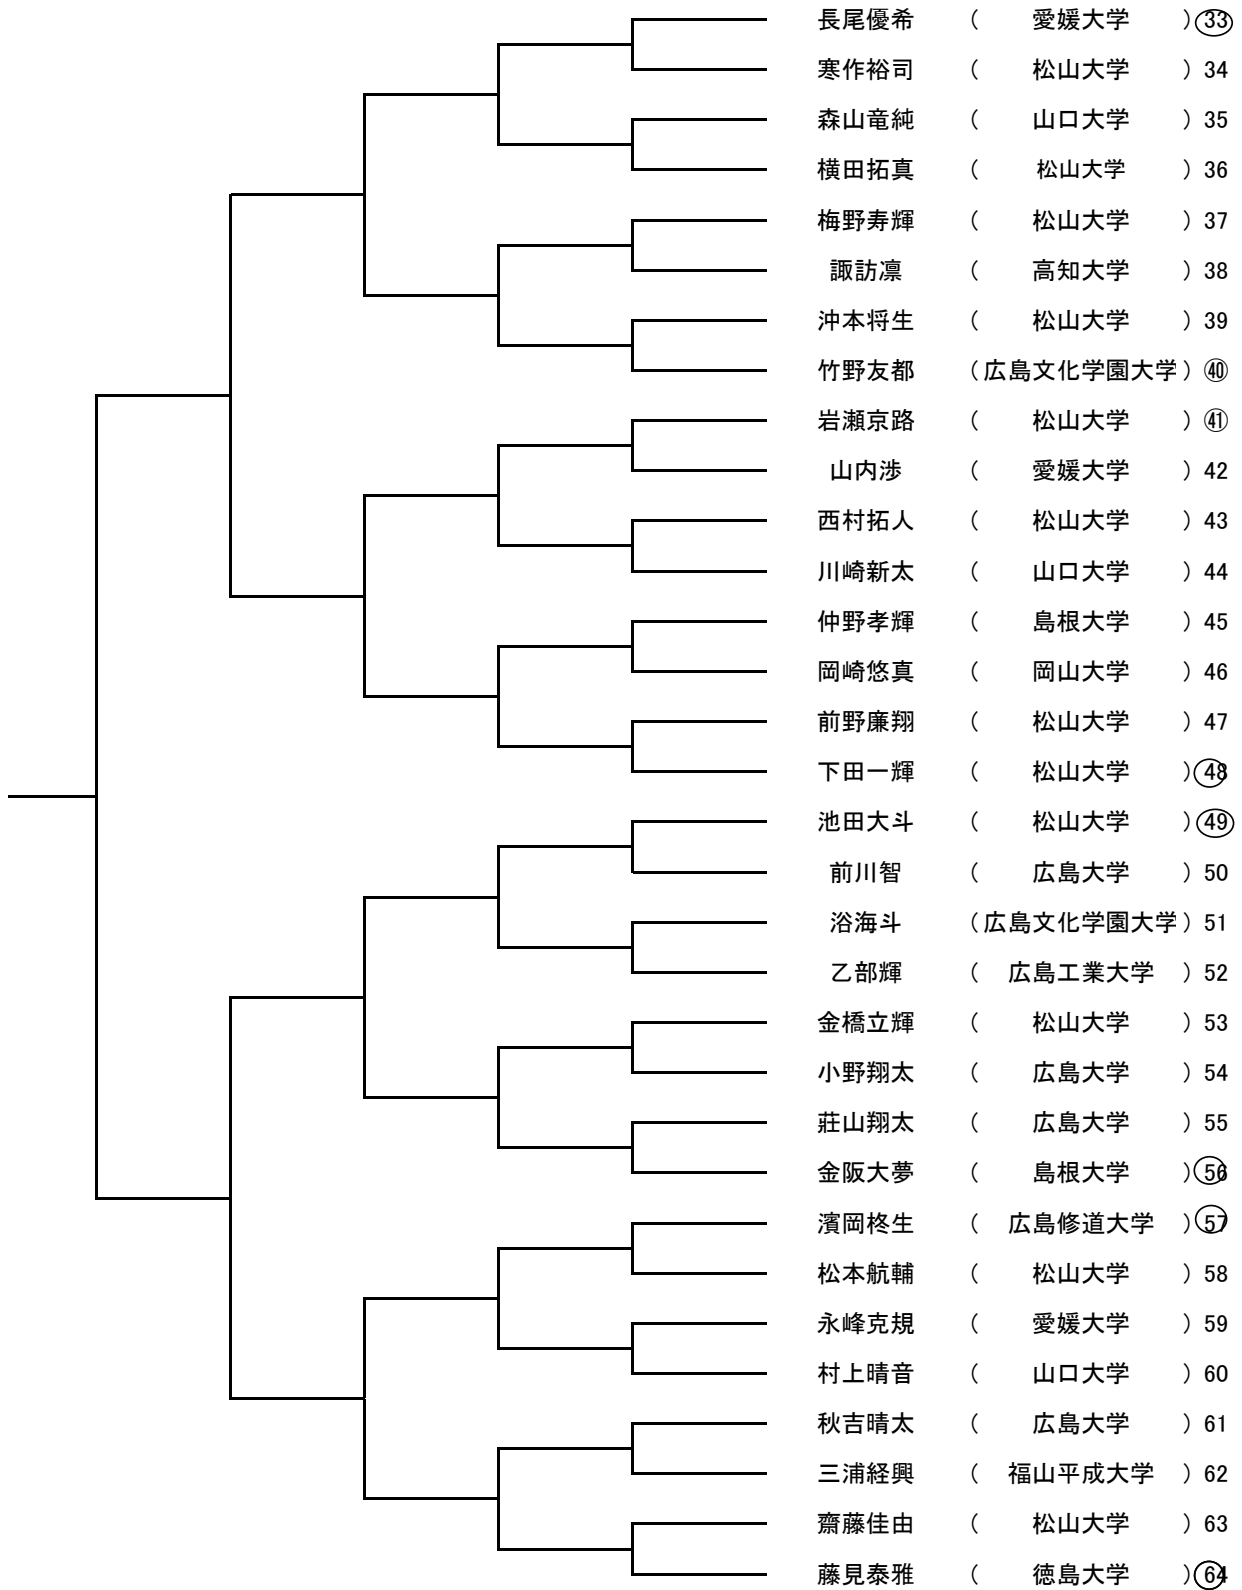 長尾優希 ( 愛媛大学 ) 33
寒作裕司 ( 松山大学 ) 34
森山竜純 ( 山口大学 ) 35
横田拓真 ( 松山大学 ) 36
梅野寿輝 ( 松山大学 ) 37
諏訪凛 ( 高知大学 ) 38
沖本将生 ( 松山大学 ) 39
竹野友都 ( 広島文化学園大学 ) ㊵
岩瀬京路 ( 松山大学 ) ㊶
山内渉 ( 愛媛大学 ) 42
西村拓人 ( 松山大学 ) 43
川崎新太 ( 山口大学 ) 44
仲野孝輝 ( 島根大学 ) 45
岡崎悠真 ( 岡山大学 ) 46
前野廉翔 ( 松山大学 ) 47
下田一輝 ( 松山大学 ) 48
池田大斗 ( 松山大学 ) 49
前川智 ( 広島大学 ) 50
浴海斗 ( 広島文化学園大学 ) 51
乙部輝 ( 広島工業大学 ) 52
金橋立輝 ( 松山大学 ) 53
小野翔太 ( 広島大学 ) 54
莊山翔太 ( 広島大学 ) 55
金阪大夢 ( 島根大学 ) 56
濱岡柊生 ( 広島修道大学 ) 57
松本航輔 ( 松山大学 ) 58
永峰克規 ( 愛媛大学 ) 59
村上晴音 ( 山口大学 ) 60
秋吉晴太 ( 広島大学 ) 61
三浦経興 ( 福山平成大学 ) 62
齋藤佳由 ( 松山大学 ) 63
藤見泰雅 ( 徳島大学 ) 64